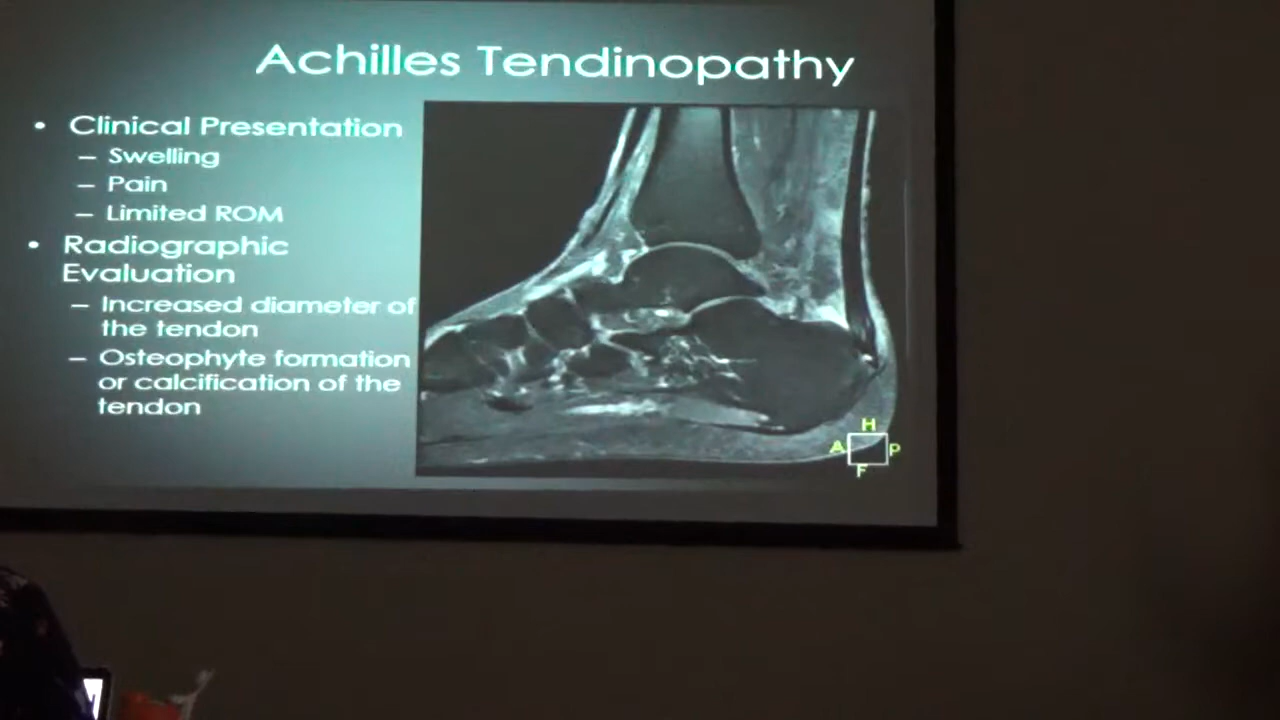 Achilles Tendinopathy
• Clinical Presentation
– Swelling
– Pain
– Limited ROM
• Radiographic
Evaluation
– Increased diameter of
the tendon
– Osteophyte formation
or calcification of the
tendon
H
A P
F